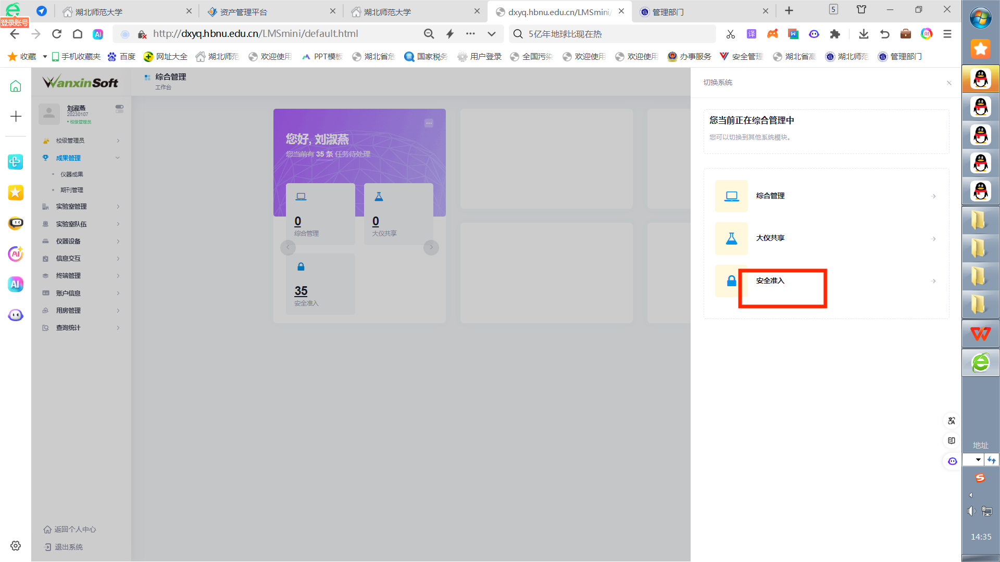 登录账号
湖北师范大学
资产管理平台
湖北师范大学
dxyq.hbnu.edu.cn/LMSmini/
管理部门
5
http://dxyq.hbnu.edu.cn/LMSmini/default.html
5亿年地球比现在热
收藏
手机收藏夹
百度
网址大全
湖北师范
欢迎使用
PPT模板
湖北省危
国家税务
用户登录
全国污染
欢迎使用
欢迎使用
办事服务
安全管理
湖北省高
湖北师范
管理部门
WanxinSoft
刘淑燕
20230107
校级管理员
校级管理员
成果管理
仪器成果
期刊管理
实验室管理
实验室队伍
仪器设备
信息交互
终端管理
账户信息
用房管理
查询统计
返回个人中心
退出系统
综合管理
工作台
您好, 刘淑燕
您当前有 35 条 任务待处理
0
综合管理
0
大仪共享
35
安全准入
切换系统
您当前正在综合管理中
您可以切换到其他系统模块。
综合管理
大仪共享
安全准入
地址
14:35